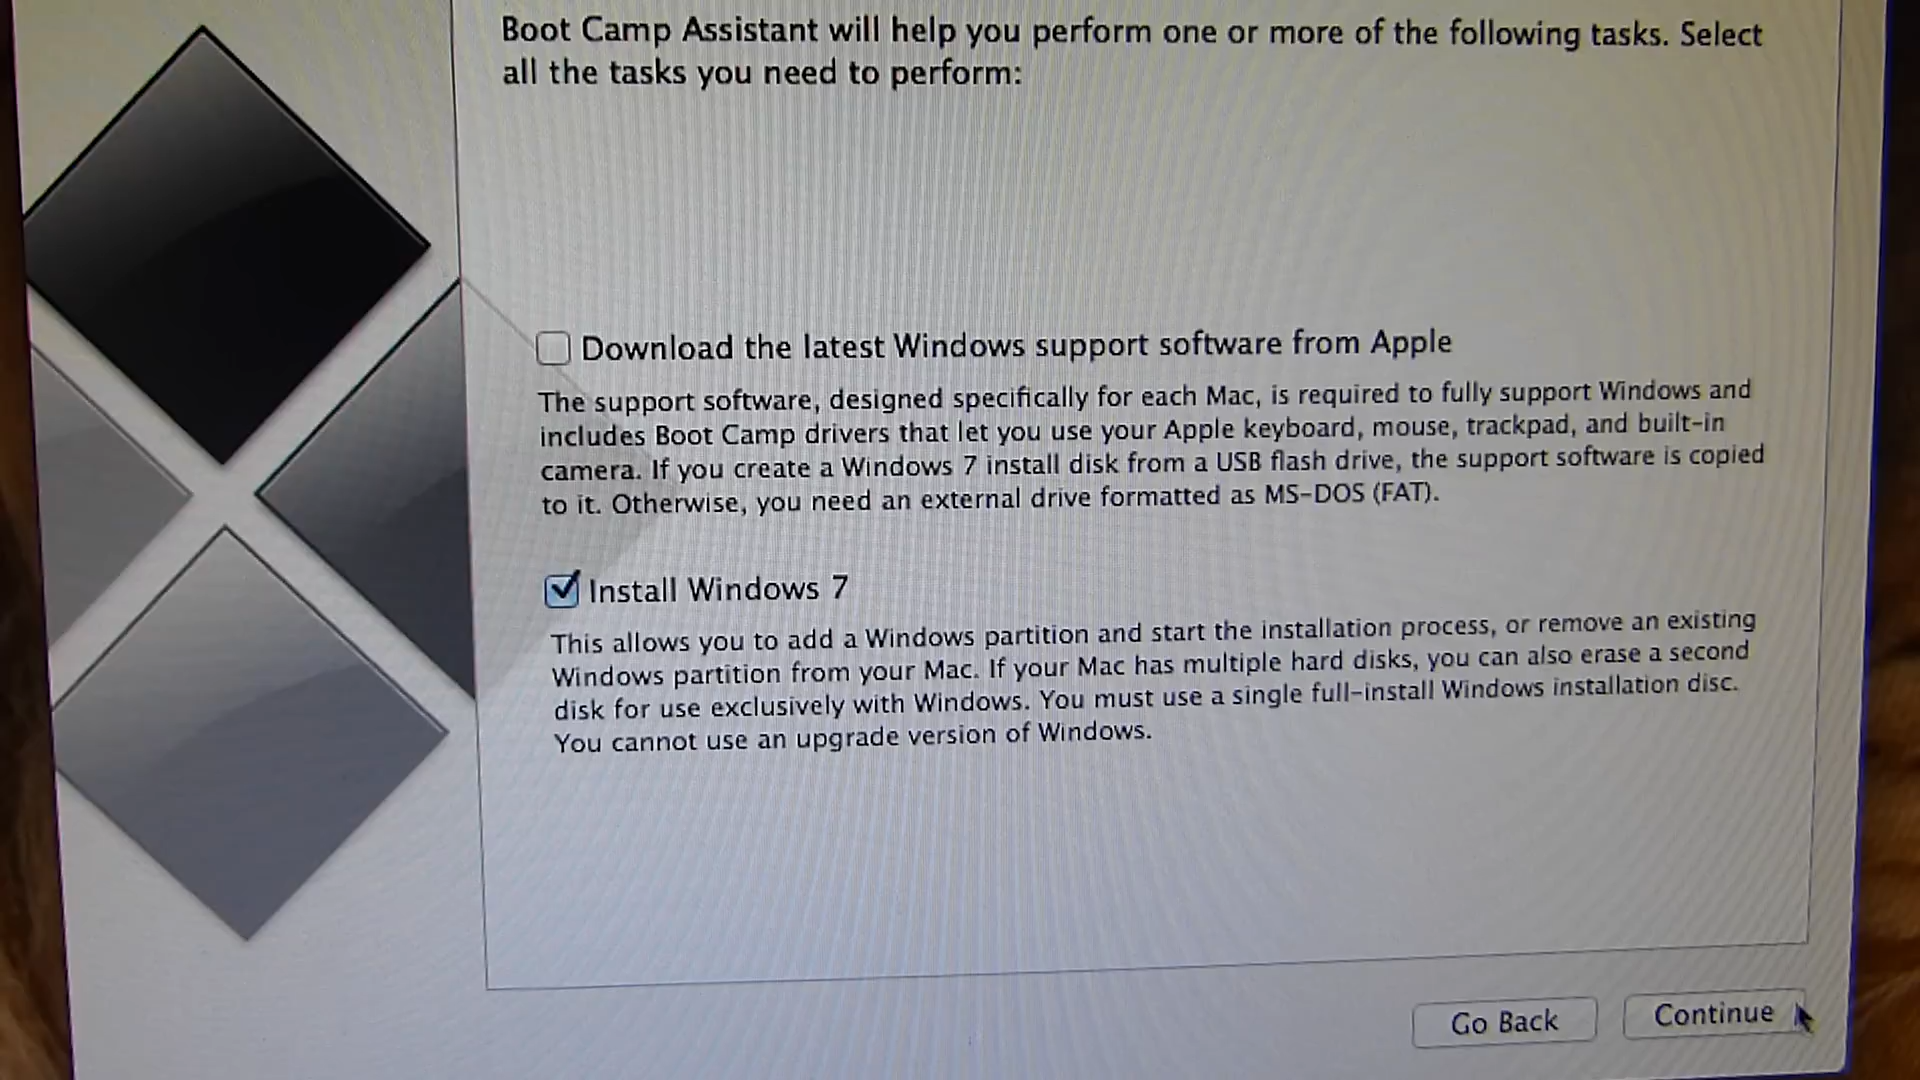 Boot Camp Assistant will help you perform one or more of the following tasks. Select
all the tasks you need to perform:
Download the latest Windows support software from Apple
The support software, designed specifically for each Mac, is required to fully support Windows and
includes Boot Camp drivers that let you use your Apple keyboard, mouse, trackpad, and built-in
camera. If you create a Windows 7 install disk from a USB flash drive, the support software is copied
to it. Otherwise, you need an external drive formatted as MS-DOS (FAT).
Install Windows 7
This allows you to add a Windows partition and start the installation process, or remove an existing
Windows partition from your Mac. If your Mac has multiple hard disks, you can also erase a second
disk for use exclusively with Windows. You must use a single full-install Windows installation disc.
You cannot use an upgrade version of Windows.
Go Back
Continue